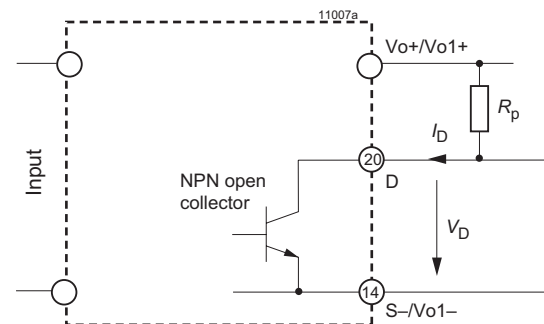 11007a
Vo+/Vo1+
Rp
ID
20
D
Input
NPN open
collector
VD
14
S–/Vo1–